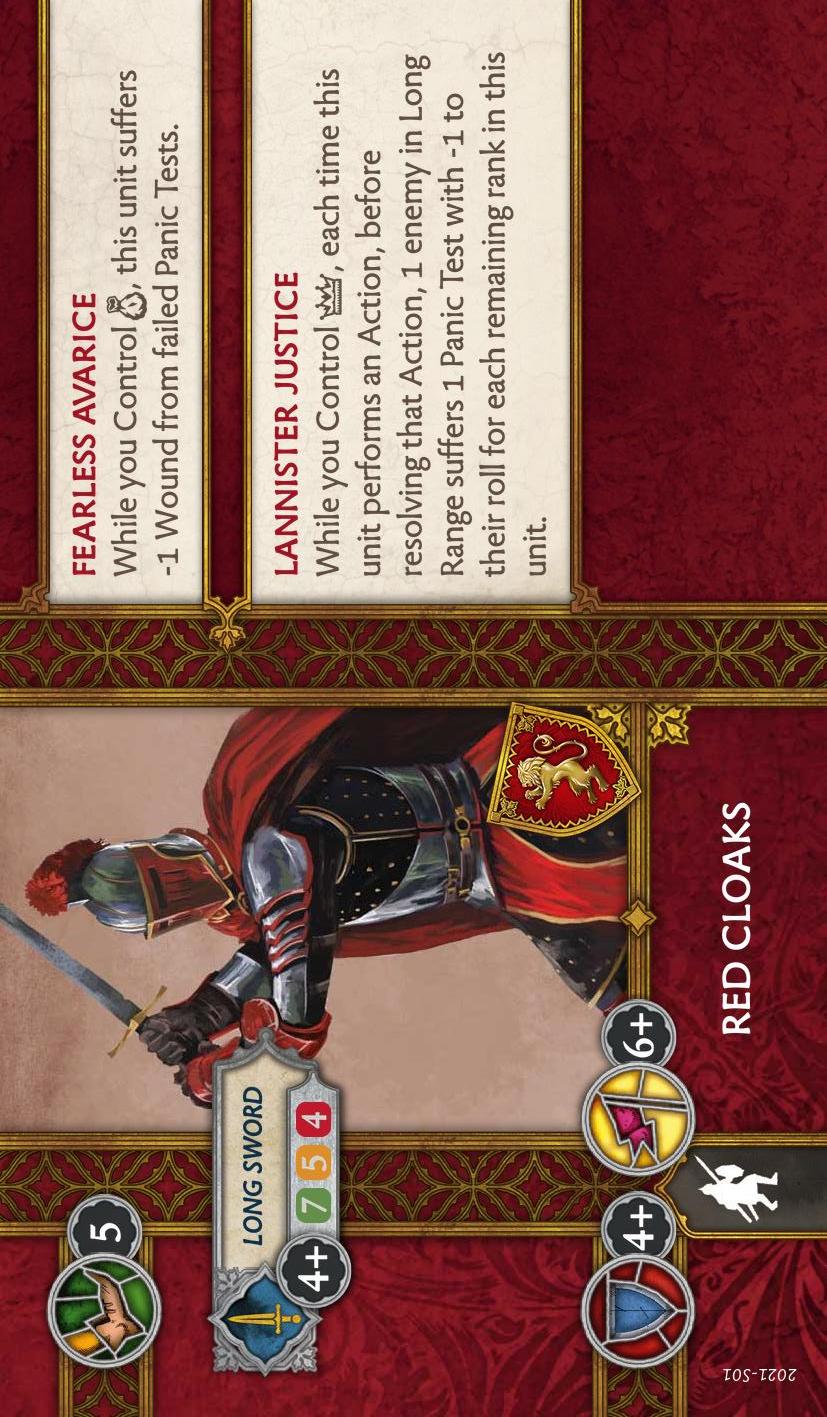 5
LONG SWORD
4+
7 5 4
4+
6+
RED CLOAKS
2021-S01
FEARLESS AVARICE
While you Control , this unit suffers
-1 Wound from failed Panic Tests.
LANNISTER JUSTICE
While you Control , each time this
unit performs an Action, before
resolving that Action, 1 enemy in Long
Range suffers 1 Panic Test with -1 to
their roll for each remaining rank in this
unit.